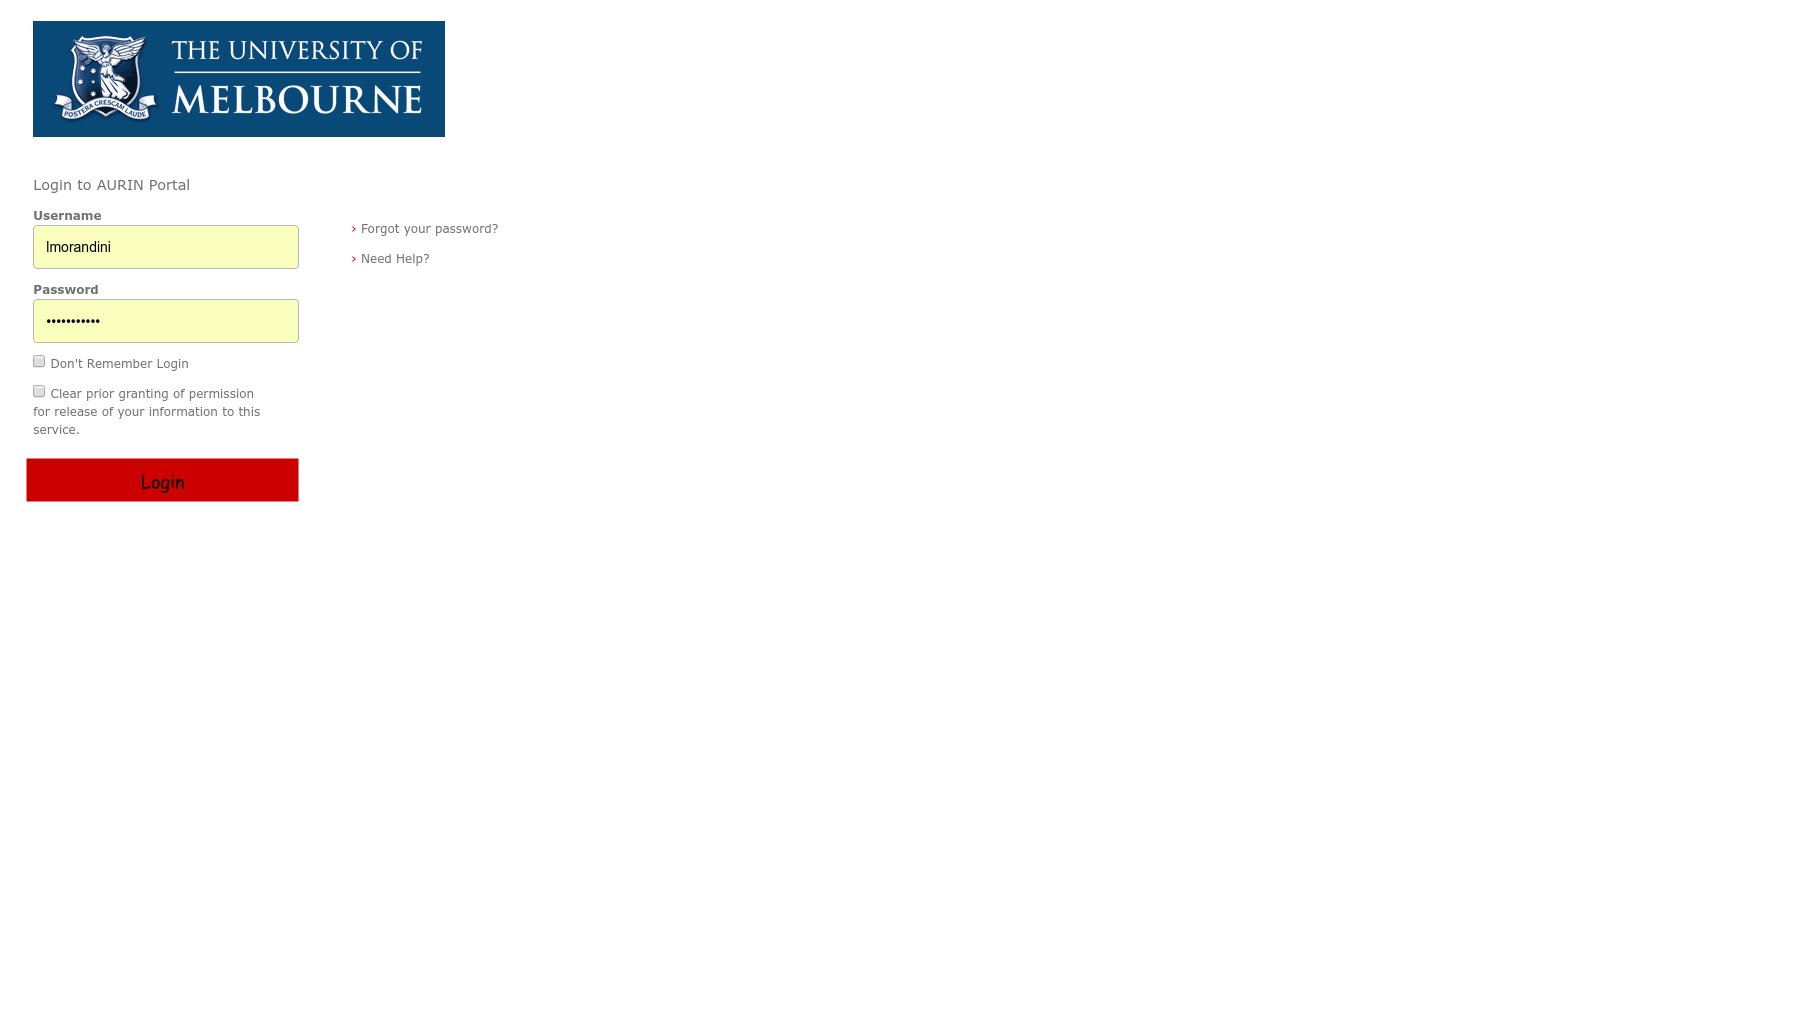 THE UNIVERSITY OF
MELBOURNE
POSTERA CRESCAM LAUDE
Login to AURIN Portal
Username
lmorandini
› Forgot your password?
› Need Help?
Password
•••••••••••
Don't Remember Login
Clear prior granting of permission
for release of your information to this
service.
Login